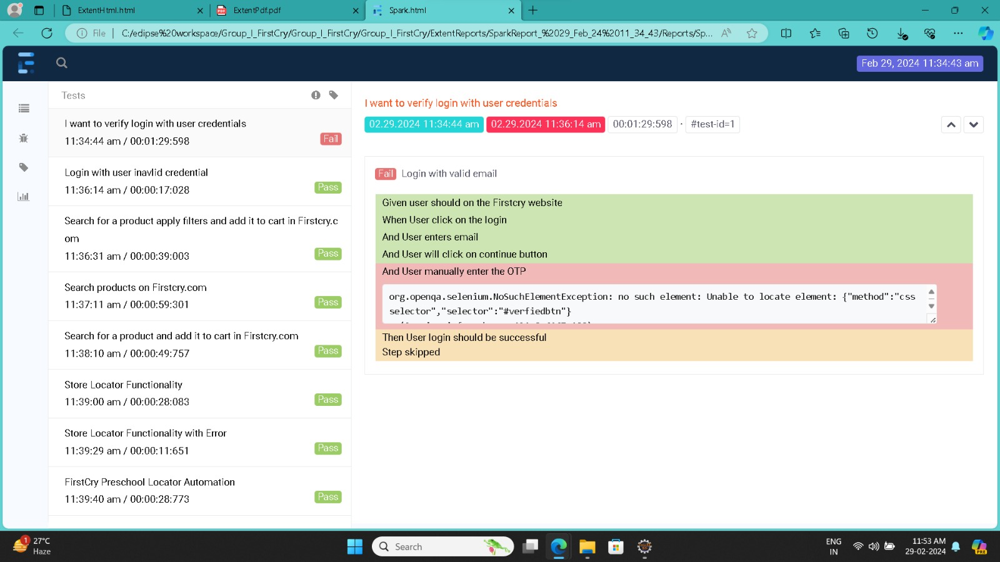 ExtentHtml.html
ExtentPdf.pdf
Spark.html
File
C:/edipse%20workspace/Group_I_FirstCry/Group_I_FirstCry/Group_I_FirstCry/ExtentReports/SparkReport_%2029_Feb_24%2011_34_43/Reports/Sp...
Feb 29, 2024 11:34:43 am
Tests
I want to verify login with user credentials
11:34:44 am / 00:01:29:598
Fail
Login with user inavlid credential
11:36:14 am / 00:00:17:028
Pass
Search for a product apply filters and add it to cart in Firstcry.c
om
11:36:31 am / 00:00:39:003
Pass
Search products on Firstcry.com
11:37:11 am / 00:00:59:301
Pass
Search for a product and add it to cart in Firstcry.com
11:38:10 am / 00:00:49:757
Pass
Store Locator Functionality
11:39:00 am / 00:00:28:083
Pass
Store Locator Functionality with Error
11:39:29 am / 00:00:11:651
Pass
FirstCry Preschool Locator Automation
11:39:40 am / 00:00:28:773
Pass
I want to verify login with user credentials
02.29.2024 11:34:44 am 02.29.2024 11:36:14 am 00:01:29:598 · #test-id=1
Fail Login with valid email
Given user should on the Firstcry website
When User click on the login
And User enters email
And User will click on continue button
And User manually enter the OTP
org.openqa.selenium.NoSuchElementException: no such element: Unable to locate element: {"method":"css
selector","selector":"#verfiedbtn"}
Then User login should be successful
Step skipped
1
27°C
Haze
Search
ENG
IN
11:53 AM
29-02-2024
PRE